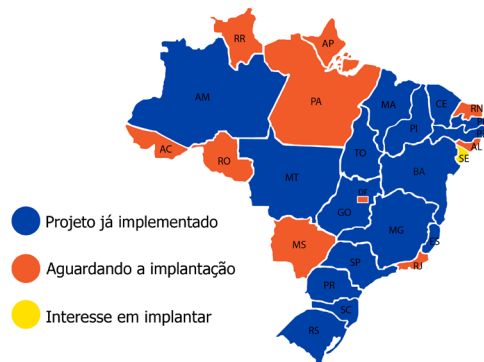 RR
AP
AM
PA
MA
CE
RN
PI
AC
RO
TO
AL
SE
MT
BA
DF
GO
MG
ES
MS
SP
RJ
PR
SC
RS
Projeto já implementado
Aguardando a implantação
Interesse em implantar